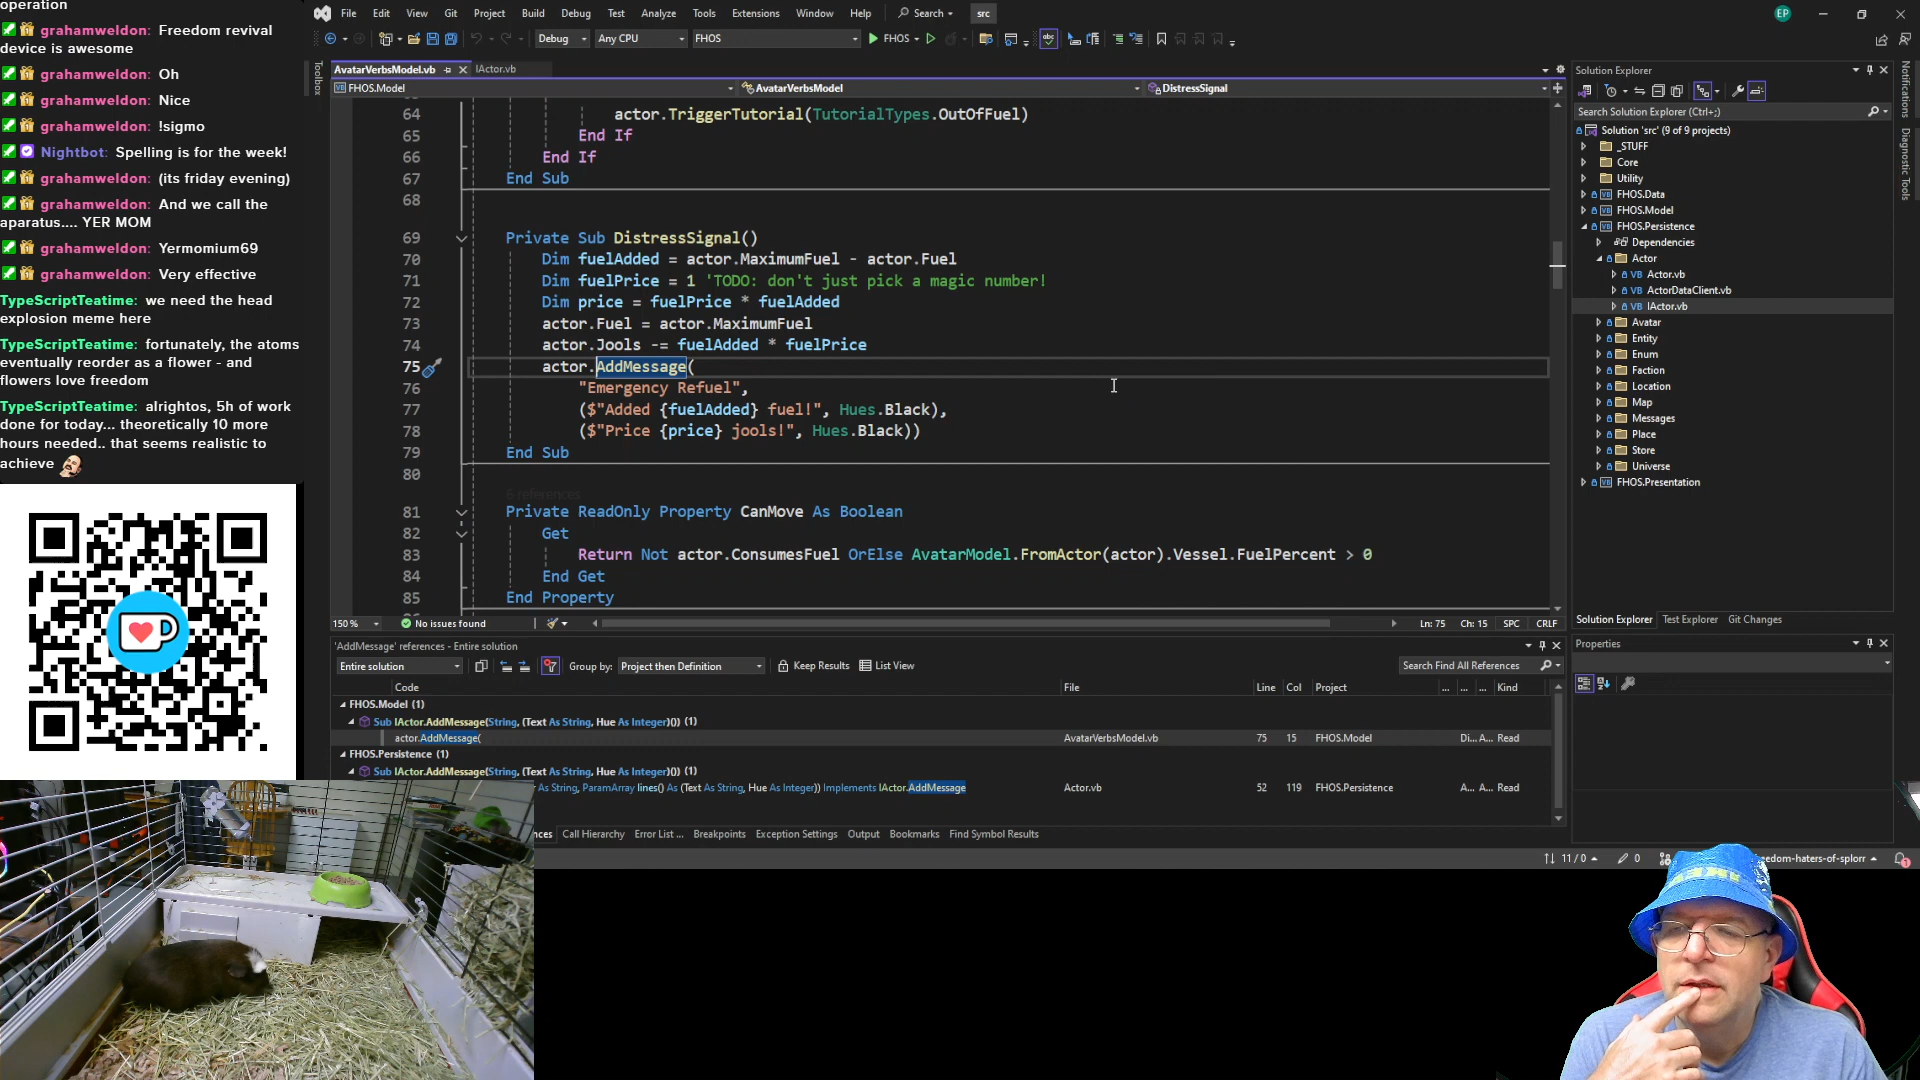 operation
grahamweldon: Freedom revival
device is awesome
grahamweldon: Oh
grahamweldon: Nice
grahamweldon: !sigmo
Nightbot: Spelling is for the week!
grahamweldon: (its friday evening)
grahamweldon: And we call the
aparatus.... YER MOM
grahamweldon: Yermomium69
grahamweldon: Very effective
TypeScriptTeatime: we need the head
explosion meme here
TypeScriptTeatime: fortunately, the atoms
eventually reorder as a flower - and
flowers love freedom
TypeScriptTeatime: alrightos, 5h of work
done for today... theoretically 10 more
hours needed.. that seems realistic to
achieve
File Edit View Git Project Build Debug Test Analyze Tools Extensions Window Help Search src EP
Debug Any CPU FHOS FHOS
Toolbox
AvatarVerbsModel.vb IActor.vb
FHOS.Model AvatarVerbsModel DistressSignal
64 actor.TriggerTutorial(TutorialTypes.OutOfFuel)
65 End If
66 End If
67 End Sub
68
69 Private Sub DistressSignal()
70 Dim fuelAdded = actor.MaximumFuel - actor.Fuel
71 Dim fuelPrice = 1 'TODO: don't just pick a magic number!
72 Dim price = fuelPrice * fuelAdded
73 actor.Fuel = actor.MaximumFuel
74 actor.Jools -= fuelAdded * fuelPrice
75 actor.AddMessage(
76 "Emergency Refuel",
77 ($"Added {fuelAdded} fuel!", Hues.Black),
78 ($"Price {price} jools!", Hues.Black))
79 End Sub
80
6 references
81 Private ReadOnly Property CanMove As Boolean
82 Get
83 Return Not actor.ConsumesFuel OrElse AvatarModel.FromActor(actor).Vessel.FuelPercent > 0
84 End Get
85 End Property
150 % No issues found Ln: 75 Ch: 15 SPC CRLF
'AddMessage' references - Entire solution
Entire solution Group by: Project then Definition Keep Results List View Search Find All References
Code File Line Col Project ... ... ... Kind
FHOS.Model (1)
Sub IActor.AddMessage(String, (Text As String, Hue As Integer)()) (1)
actor.AddMessage( AvatarVerbsModel.vb 75 15 FHOS.Model Di... A... Read
FHOS.Persistence (1)
Sub IActor.AddMessage(String, (Text As String, Hue As Integer)()) (1)
As String, ParamArray lines() As (Text As String, Hue As Integer)) Implements IActor.AddMessage Actor.vb 52 119 FHOS.Persistence A... A... Read
nces Call Hierarchy Error List ... Breakpoints Exception Settings Output Bookmarks Find Symbol Results
11 / 0 0 edom-haters-of-splorr
Solution Explorer
Search Solution Explorer (Ctrl+;)
Solution 'src' (9 of 9 projects)
_STUFF
Core
Utility
FHOS.Data
FHOS.Model
FHOS.Persistence
Dependencies
Actor
Actor.vb
ActorDataClient.vb
IActor.vb
Avatar
Entity
Enum
Faction
Location
Map
Messages
Place
Store
Universe
FHOS.Presentation
Solution Explorer Test Explorer Git Changes
Properties
Notifications
Diagnostic Tools